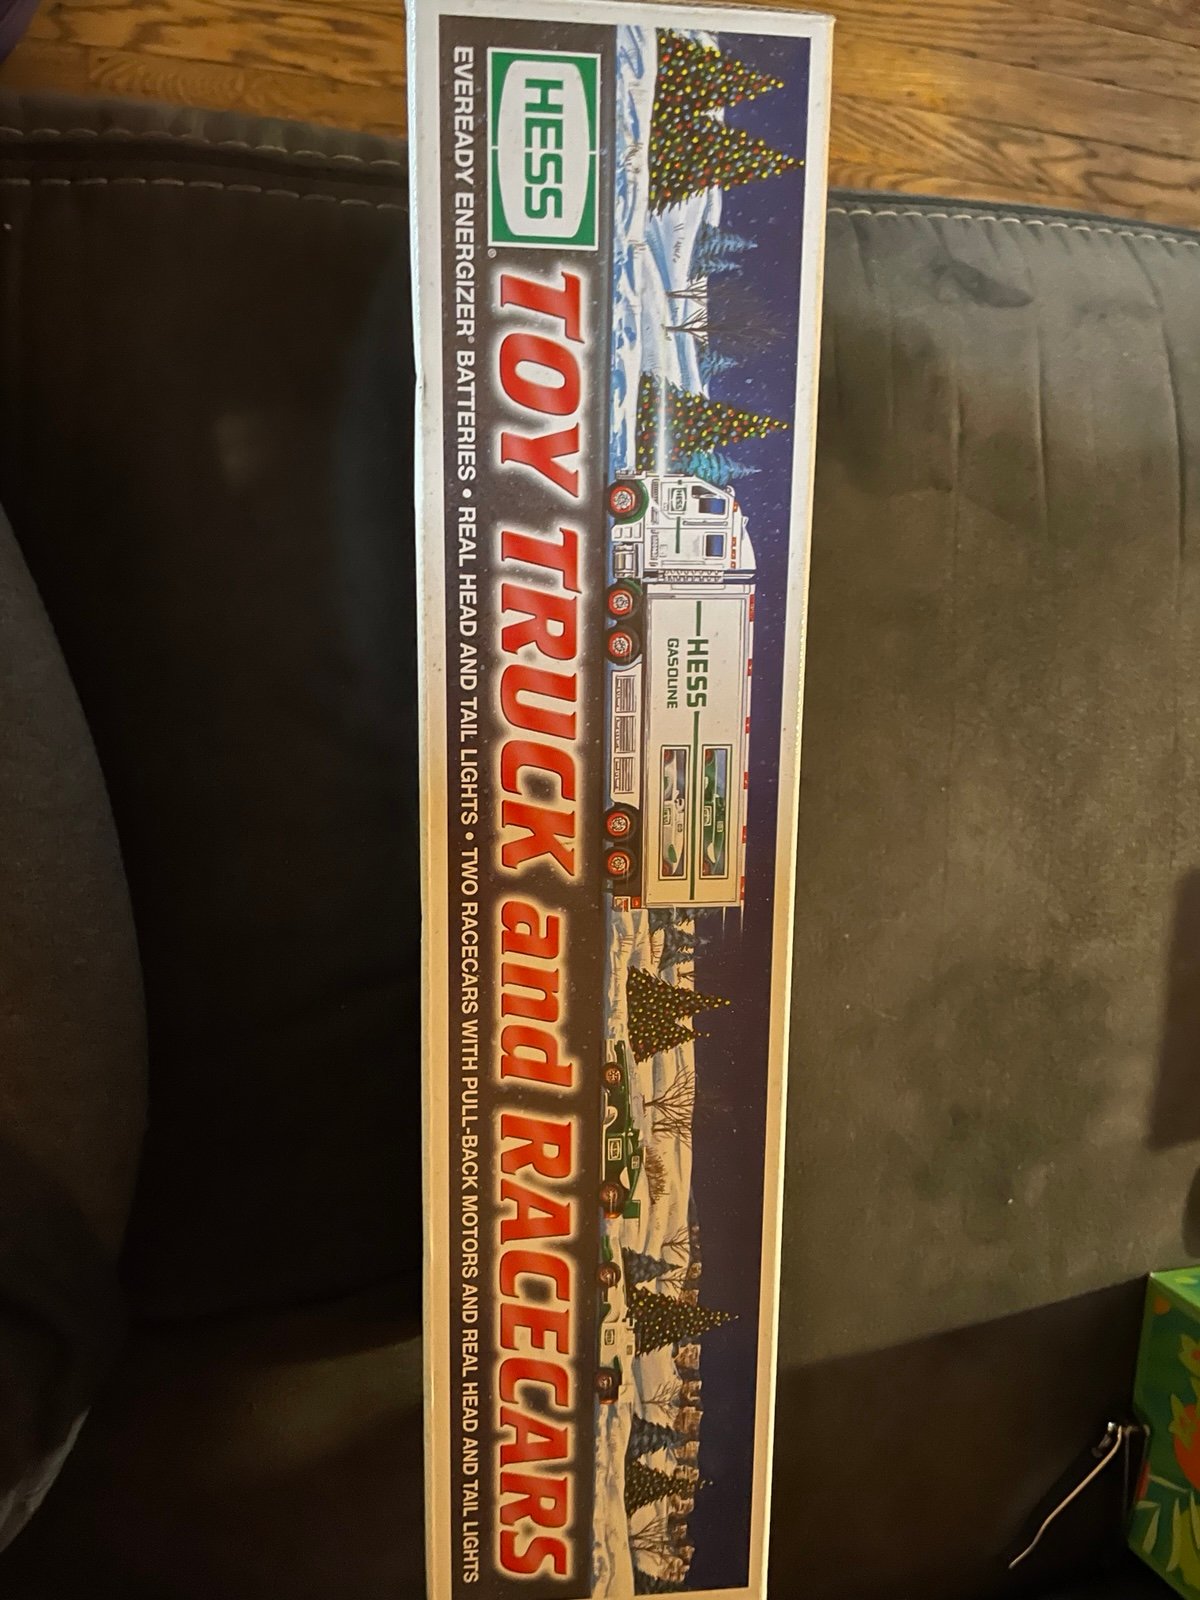 HESS
GASOLINE
HESS®
TOY TRUCK and RACECARS
EVEREADY ENERGIZER® BATTERIES • REAL HEAD AND TAIL LIGHTS • TWO RACECARS WITH PULL-BACK MOTORS AND REAL HEAD AND TAIL LIGHTS